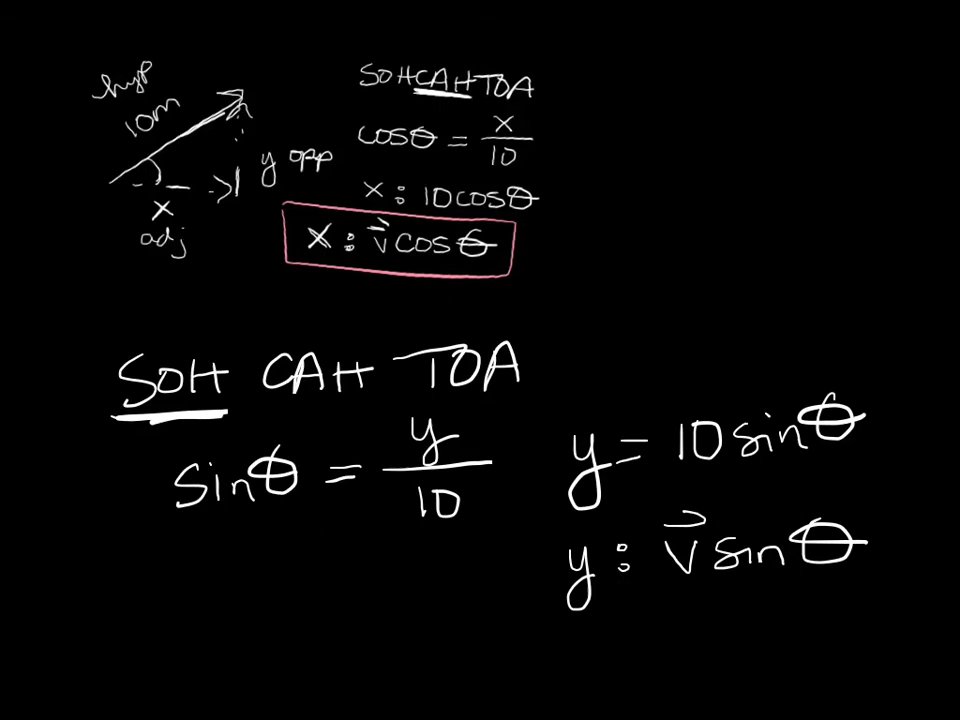 hyp
10m
y opp
x
adj
SOHCAHTOA
cosθ = x/10
x: 10cosθ
x: v⃗ cosθ
SOH CAH TOA
sinθ = y/10
y = 10sinθ
y: v⃗ sinθ